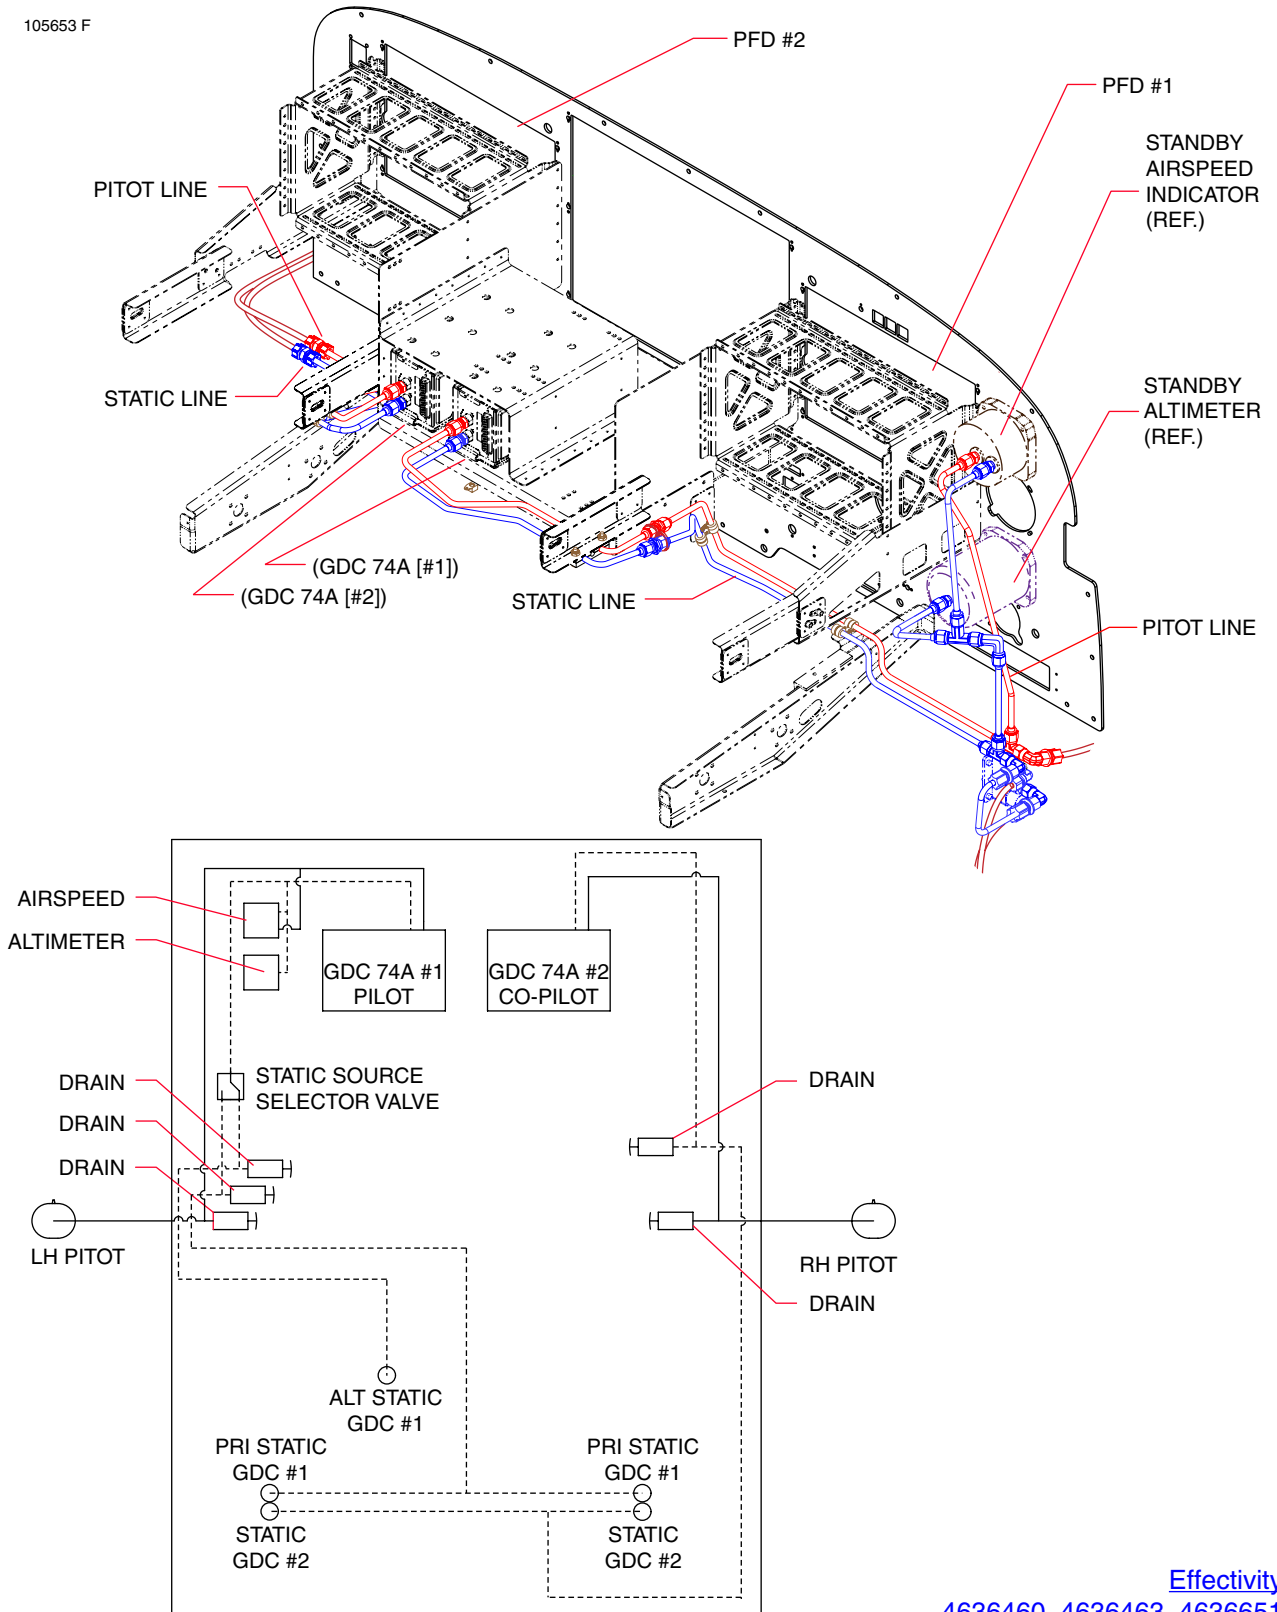 105653 F
PFD #2
PFD #1
STANDBY
AIRSPEED
INDICATOR
(REF.)
PITOT LINE
STATIC LINE
STANDBY
ALTIMETER
(REF.)
(GDC 74A [#1])
(GDC 74A [#2])
STATIC LINE
PITOT LINE
AIRSPEED
ALTIMETER
GDC 74A #1
PILOT
GDC 74A #2
CO-PILOT
STATIC SOURCE
SELECTOR VALVE
DRAIN
DRAIN
DRAIN
DRAIN
LH PITOT
RH PITOT
DRAIN
ALT STATIC
GDC #1
PRI STATIC
GDC #1
PRI STATIC
GDC #1
STATIC
GDC #2
STATIC
GDC #2
Effectivity
4636460, 4636463, 4636651